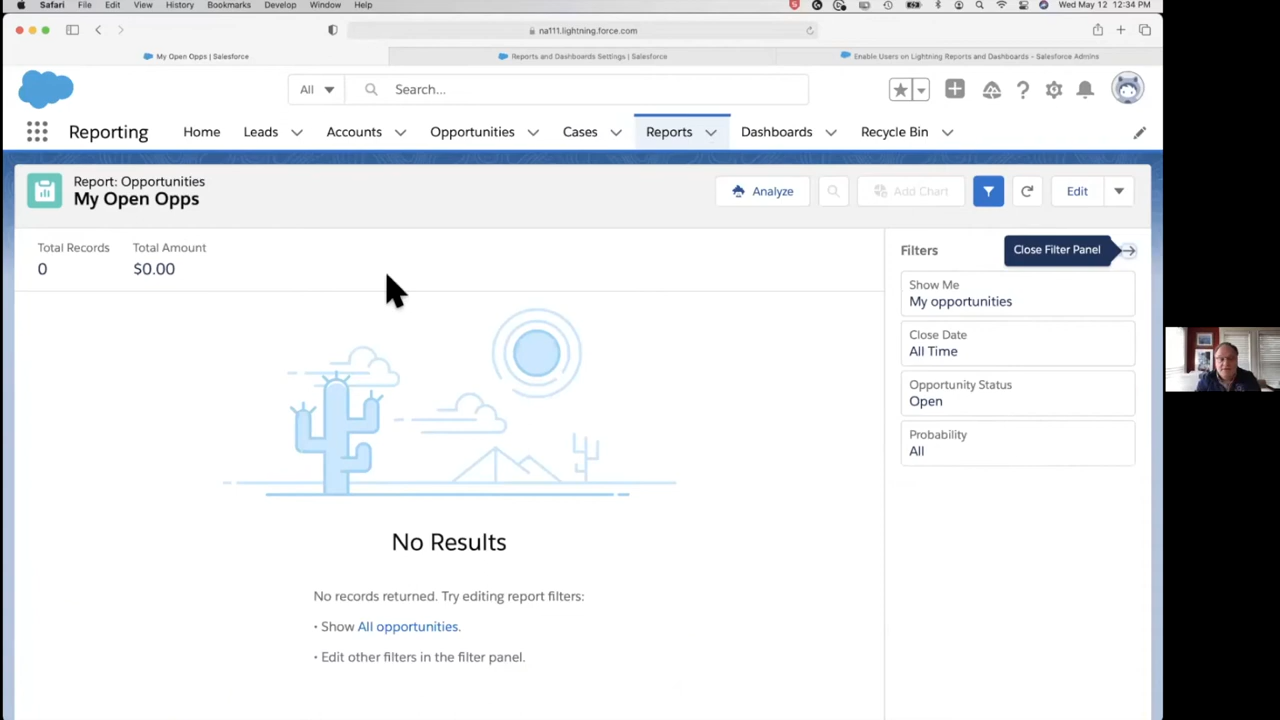 Safari File Edit View History Bookmarks Develop Window Help Wed May 12 12:34 PM
na111.lightning.force.com
My Open Opps | Salesforce Reports and Dashboards Settings | Salesforce Enable Users on Lightning Reports and Dashboards - Salesforce Admins
All Search...
Reporting Home Leads Accounts Opportunities Cases Reports Dashboards Recycle Bin
Report: Opportunities
My Open Opps
Analyze Add Chart Edit
Total Records Total Amount
0 $0.00
Filters Close Filter Panel
Show Me
My opportunities
Close Date
All Time
Opportunity Status
Open
Probability
All
No Results
No records returned. Try editing report filters:
• Show All opportunities.
• Edit other filters in the filter panel.